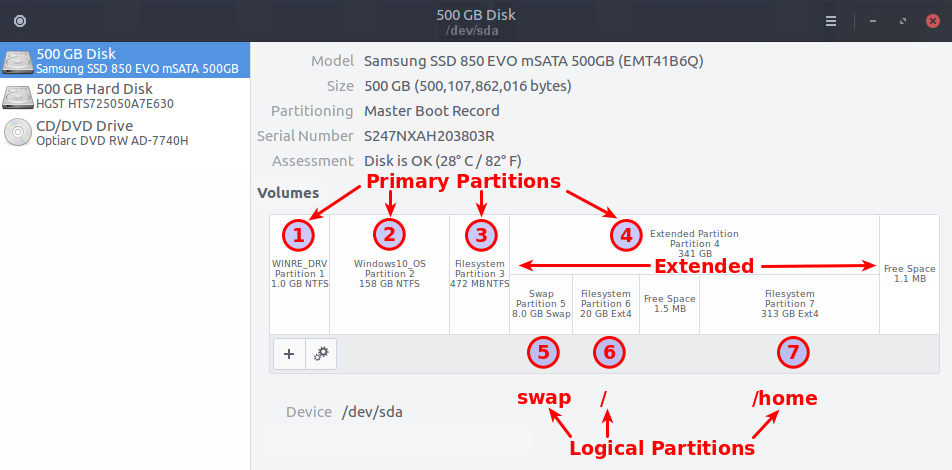 500 GB Disk
/dev/sda
500 GB Disk
Samsung SSD 850 EVO mSATA 500GB
500 GB Hard Disk
HGST HTS725050A7E630
CD/DVD Drive
Optiarc DVD RW AD-7740H
Model Samsung SSD 850 EVO mSATA 500GB (EMT41B6Q)
Size 500 GB (500,107,862,016 bytes)
Partitioning Master Boot Record
Serial Number S247NXAH203803R
Assessment Disk is OK (28° C / 82° F)
Primary Partitions
Volumes
1
WINRE_DRV
Partition 1
1.0 GB NTFS
2
Windows10_OS
Partition 2
158 GB NTFS
3
Filesystem
Partition 3
472 MB NTFS
4
Extended Partition
Partition 4
341 GB
Extended
Swap
Partition 5
8.0 GB Swap
Filesystem
Partition 6
20 GB Ext4
Free Space
1.5 MB
Filesystem
Partition 7
313 GB Ext4
Free Space
1.1 MB
5
6
7
swap
/
/home
Device /dev/sda
Logical Partitions